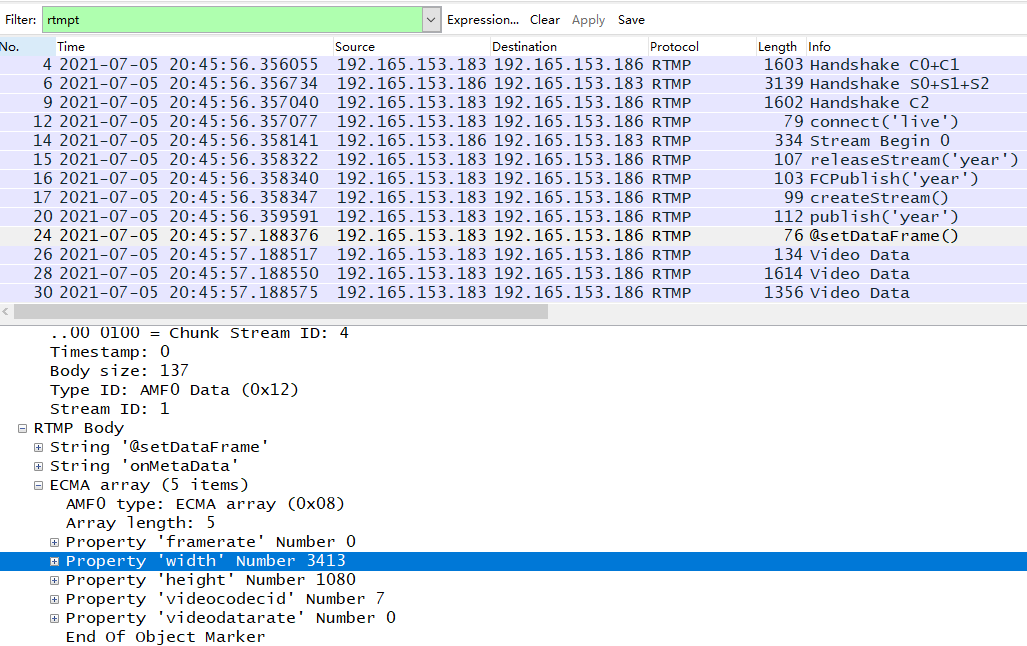 Filter: rtmpt Expression... Clear Apply Save
No. Time Source Destination Protocol Length Info
4 2021-07-05 20:45:56.356055 192.165.153.183 192.165.153.186 RTMP 1603 Handshake C0+C1
6 2021-07-05 20:45:56.356734 192.165.153.186 192.165.153.183 RTMP 3139 Handshake S0+S1+S2
9 2021-07-05 20:45:56.357040 192.165.153.183 192.165.153.186 RTMP 1602 Handshake C2
12 2021-07-05 20:45:56.357077 192.165.153.183 192.165.153.186 RTMP 79 connect('live')
14 2021-07-05 20:45:56.358141 192.165.153.186 192.165.153.183 RTMP 334 Stream Begin 0
15 2021-07-05 20:45:56.358322 192.165.153.183 192.165.153.186 RTMP 107 releaseStream('year')
16 2021-07-05 20:45:56.358340 192.165.153.183 192.165.153.186 RTMP 103 FCPublish('year')
17 2021-07-05 20:45:56.358347 192.165.153.183 192.165.153.186 RTMP 99 createStream()
20 2021-07-05 20:45:56.359591 192.165.153.183 192.165.153.186 RTMP 112 publish('year')
24 2021-07-05 20:45:57.188376 192.165.153.183 192.165.153.186 RTMP 76 @setDataFrame()
26 2021-07-05 20:45:57.188517 192.165.153.183 192.165.153.186 RTMP 134 Video Data
28 2021-07-05 20:45:57.188550 192.165.153.183 192.165.153.186 RTMP 1614 Video Data
30 2021-07-05 20:45:57.188575 192.165.153.183 192.165.153.186 RTMP 1356 Video Data
..00 0100 = Chunk Stream ID: 4
Timestamp: 0
Body size: 137
Type ID: AMF0 Data (0x12)
Stream ID: 1
RTMP Body
String '@setDataFrame'
String 'onMetaData'
ECMA array (5 items)
AMF0 type: ECMA array (0x08)
Array length: 5
Property 'framerate' Number 0
Property 'width' Number 3413
Property 'height' Number 1080
Property 'videocodecid' Number 7
Property 'videodatarate' Number 0
End Of Object Marker